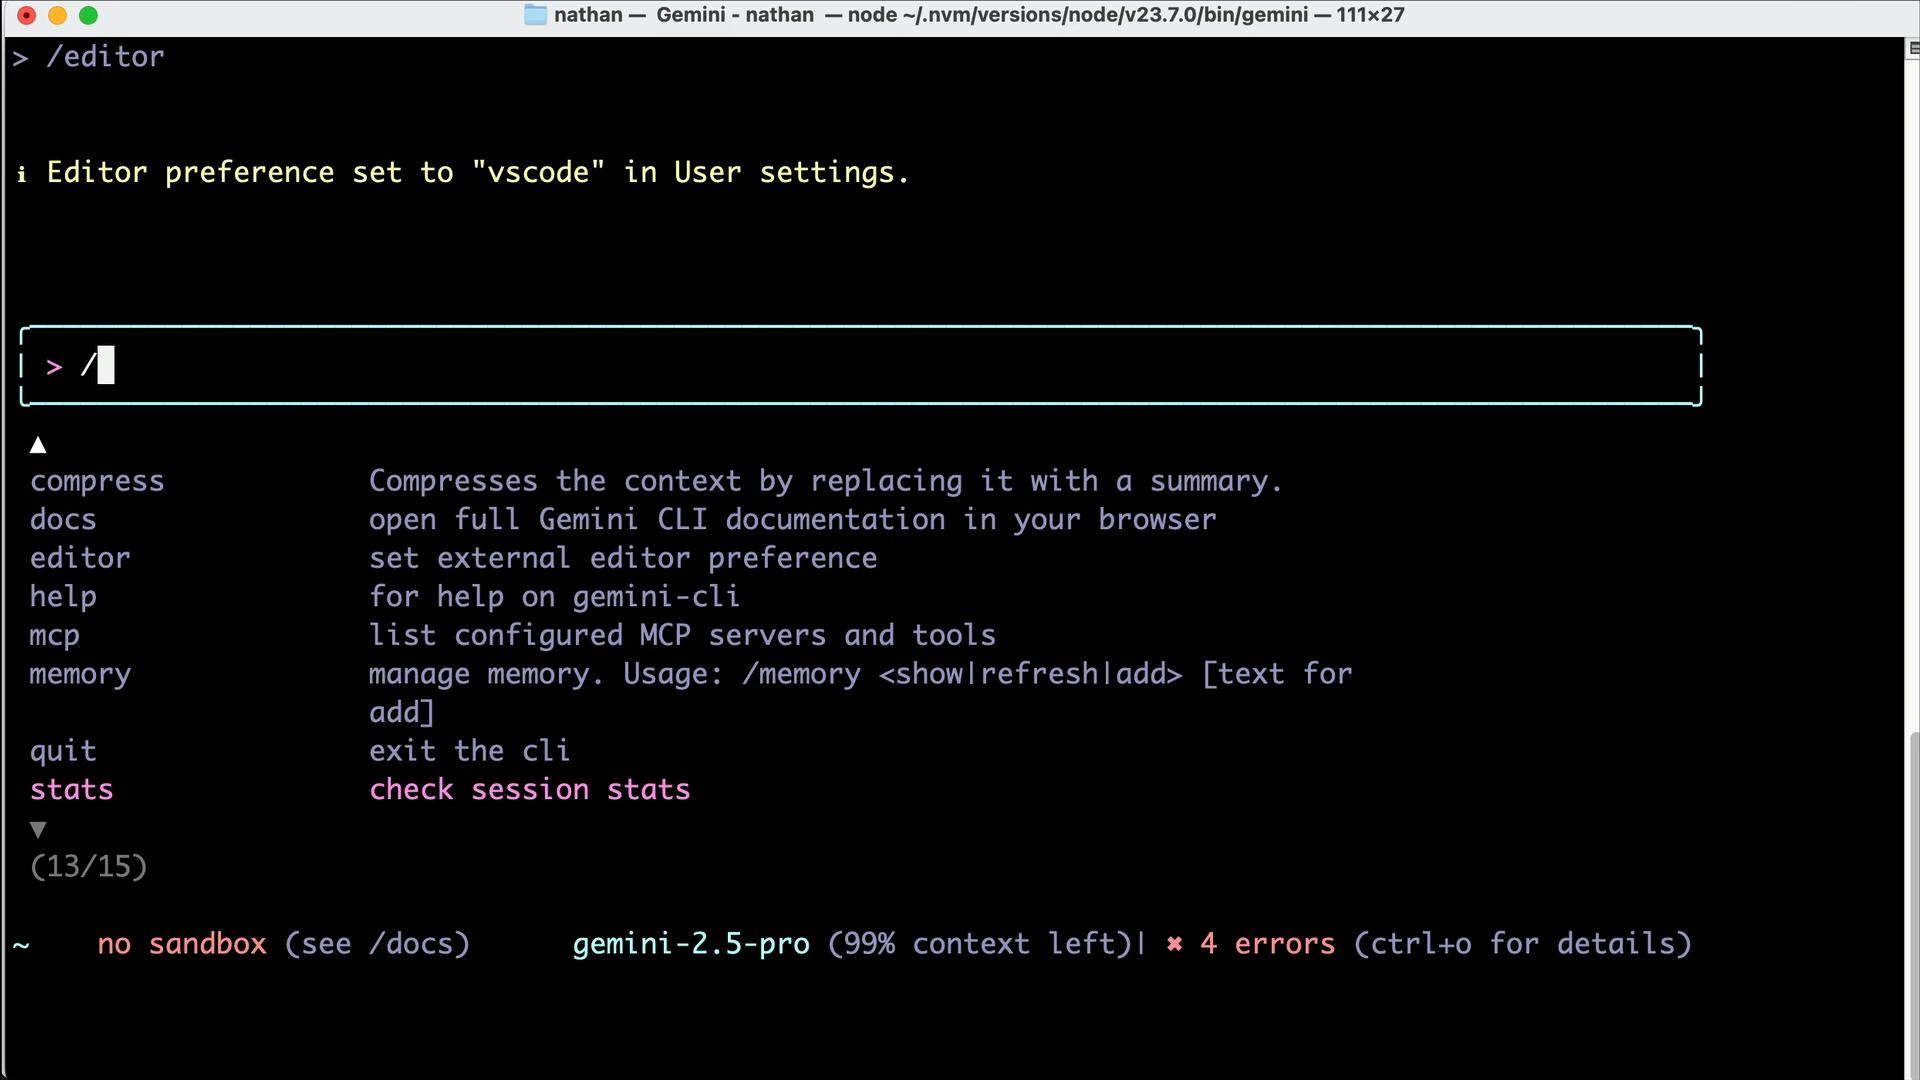 nathan — Gemini - nathan — node ~/.nvm/versions/node/v23.7.0/bin/gemini — 111×27
> /editor
i Editor preference set to "vscode" in User settings.
> /
▲
compress Compresses the context by replacing it with a summary.
docs open full Gemini CLI documentation in your browser
editor set external editor preference
help for help on gemini-cli
mcp list configured MCP servers and tools
memory manage memory. Usage: /memory <show|refresh|add> [text for
add]
quit exit the cli
stats check session stats
▼
(13/15)
~ no sandbox (see /docs) gemini-2.5-pro (99% context left)| ✖ 4 errors (ctrl+o for details)